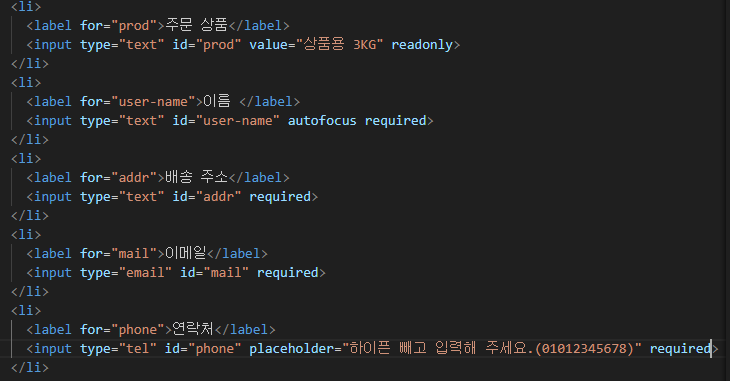 <li>
<label for="prod">주문 상품</label>
<input type="text" id="prod" value="상품용 3KG" readonly>
</li>
<li>
<label for="user-name">이름 </label>
<input type="text" id="user-name" autofocus required>
</li>
<li>
<label for="addr">배송 주소</label>
<input type="text" id="addr" required>
</li>
<li>
<label for="mail">이메일</label>
<input type="email" id="mail" required>
</li>
<li>
<label for="phone">연락처</label>
<input type="tel" id="phone" placeholder="하이픈 빼고 입력해 주세요.(01012345678)" required>
</li>